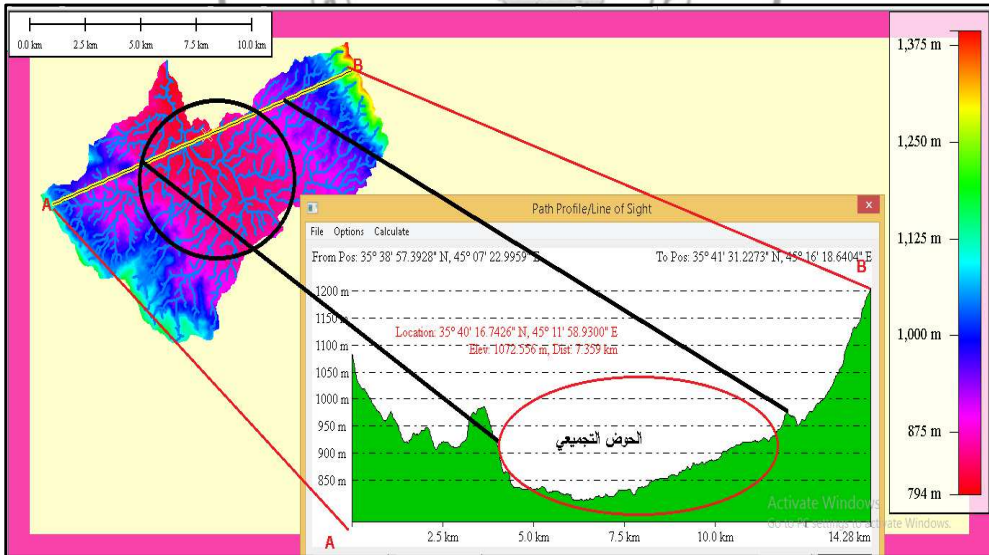 0.0 km 2.5 km 5.0 km 7.5 km 10.0 km
1,375 m
1,250 m
1,125 m
1,000 m
875 m
794 m
B
A
Path Profile/Line of Sight
x
File Options Calculate
From Pos: 35° 38' 57.3928" N, 45° 07' 22.9959"
To Pos: 35° 41' 31.2273" N, 45° 16' 18.6404" E
B
1200 m
1150 m
1100 m
1050 m
1000 m
950 m
900 m
850 m
Location: 35° 40' 16.7426" N, 45° 11' 58.9300" E
Elev: 1072.556 m, Dist: 7.359 km
الحوض التجميعي
A
2.5 km 5.0 km 7.5 km 10.0 km 14.28 km
Activate Windows
Go to PC settings to activate Windows.